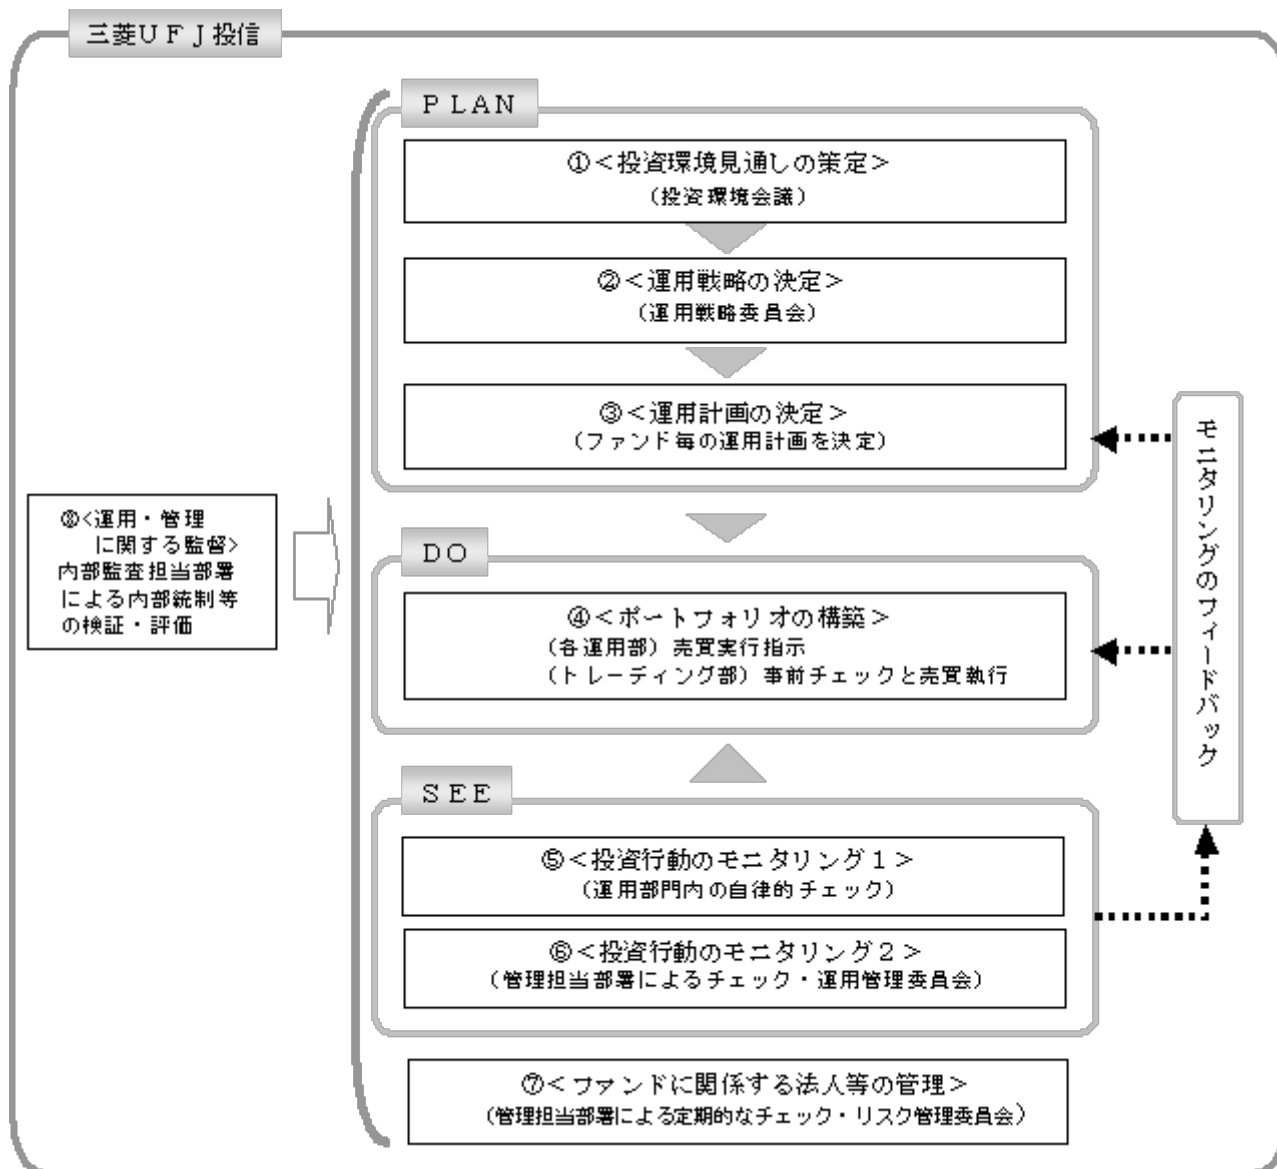 三菱ＵＦＪ投信
ＰＬＡＮ
①＜投資環境見通しの策定＞
（投資環境会議）
②＜運用戦略の決定＞
（運用戦略委員会）
③＜運用計画の決定＞
（ファンド毎の運用計画を決定）
⑧<運用・管理
に関する監督>
内部監査担当部署
による内部統制等
の検証・評価
ＤＯ
④＜ポートフォリオの構築＞
（各運用部）売買実行指示
（トレーディング部）事前チェックと売買執行
モニタリングのフィードバック
ＳＥＥ
⑤＜投資行動のモニタリング１＞
（運用部門内の自律的チェック）
⑥＜投資行動のモニタリング２＞
（管理担当部署によるチェック・運用管理委員会）
⑦＜ファンドに関係する法人等の管理＞
（管理担当部署による定期的なチェック・リスク管理委員会）